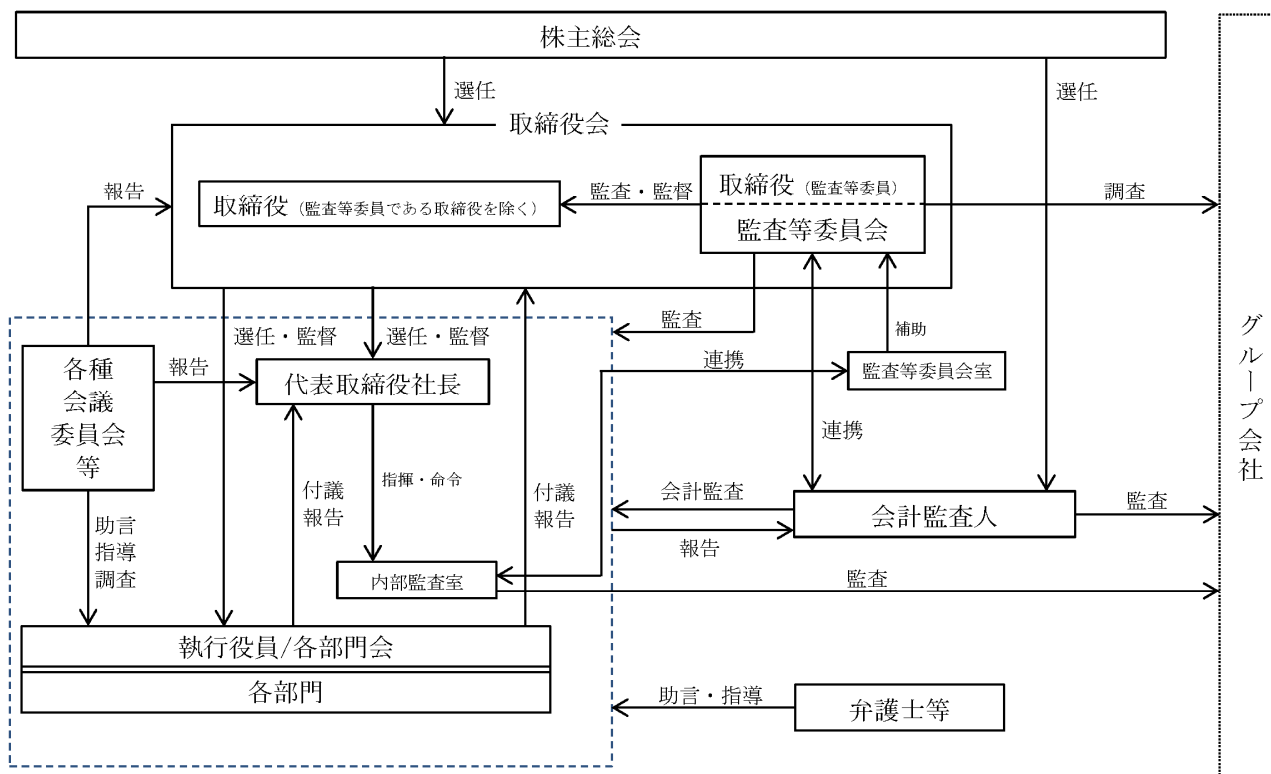 株主総会
選任
選任
取締役会
報告
取締役（監査等委員である取締役を除く）
監査・監督
取締役（監査等委員）
監査等委員会
調査
グループ会社
選任・監督
選任・監督
監査
補助
各種
会議
委員会
等
報告
代表取締役社長
連携
監査等委員会室
連携
指揮・命令
付議
報告
付議
報告
会計監査
報告
会計監査人
監査
助言
指導
調査
内部監査室
監査
執行役員/各部門会
各部門
助言・指導
弁護士等